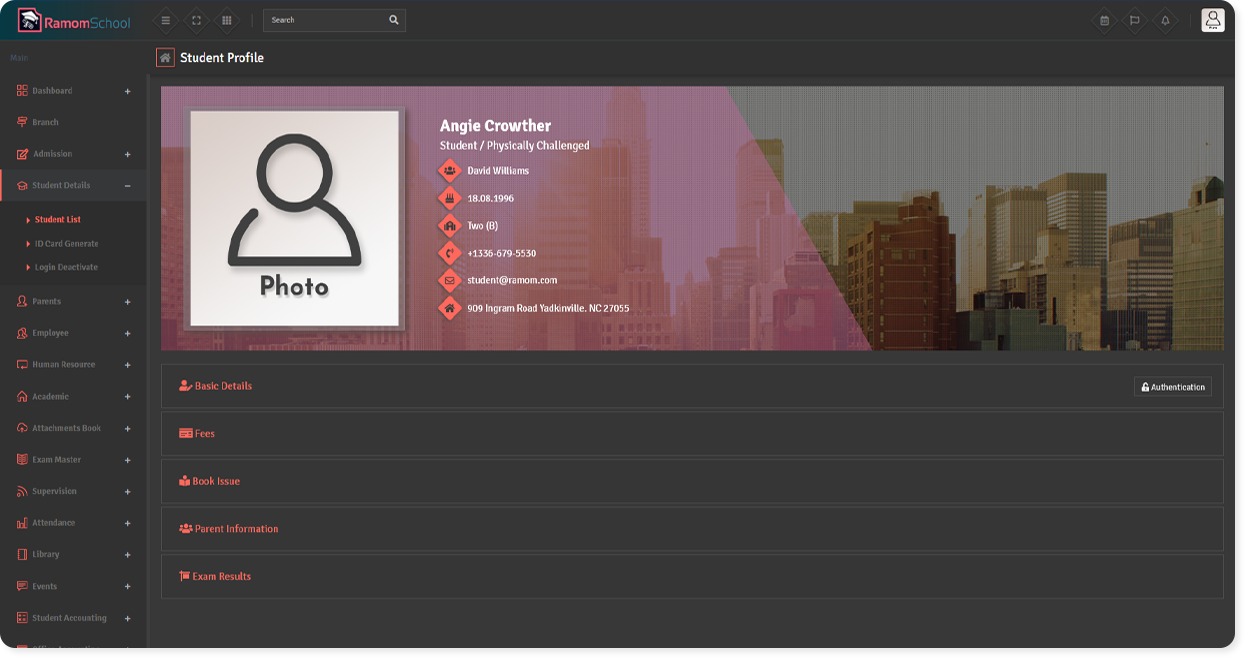 RamomSchool
Search
Main
Student Profile
Dashboard
Branch
Admission
Student Details
Student List
ID Card Generate
Login Deactivate
Parents
Employee
Human Resource
Academic
Attachments Book
Exam Master
Supervision
Attendance
Library
Events
Student Accounting
Photo
Angie Crowther
Student / Physically Challenged
David Williams
18.08.1996
Two (B)
+1336-679-5530
student@ramom.com
909 Ingram Road Yadkinville. NC 27055
Basic Details
Authentication
Fees
Book Issue
Parent Information
Exam Results